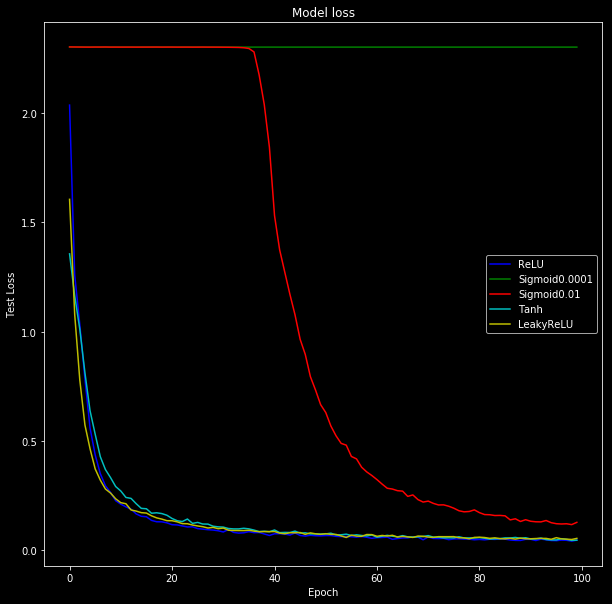 Model loss
2.0
1.5
1.0
0.5
0.0
Test Loss
ReLU
Sigmoid0.0001
Sigmoid0.01
Tanh
LeakyReLU
0 20 40 60 80 100
Epoch